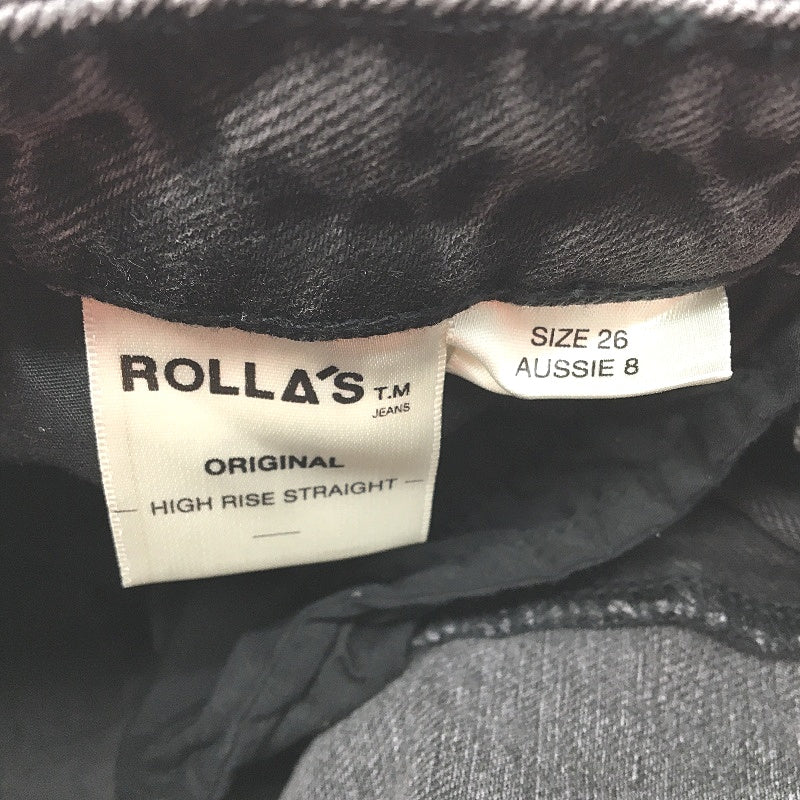 ROLLA'S T.M
JEANS
ORIGINAL
— HIGH RISE STRAIGHT —
SIZE 26
AUSSIE 8